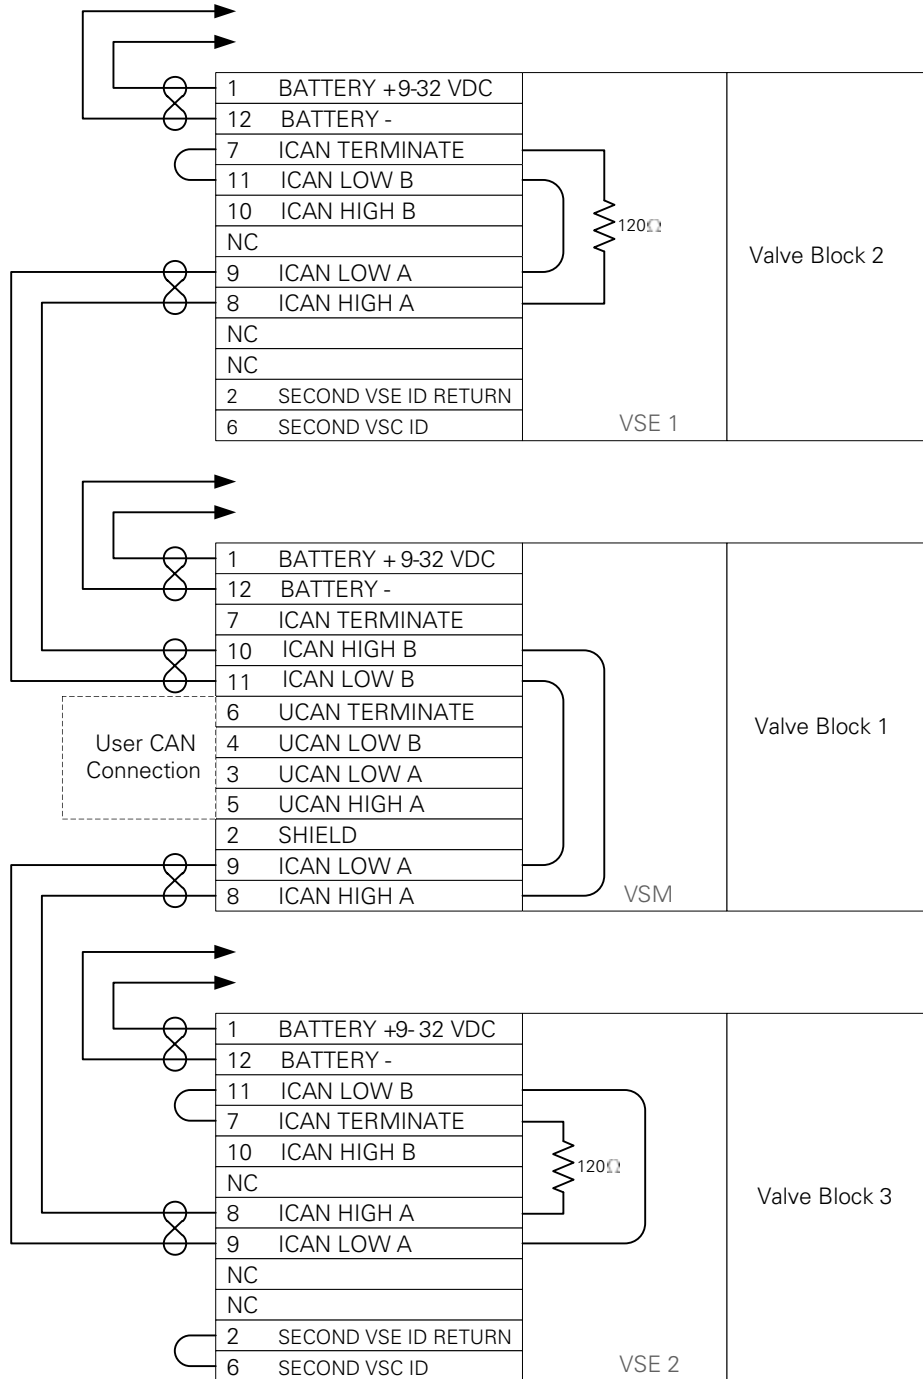 1 BATTERY +9-32 VDC
12 BATTERY -
7 ICAN TERMINATE
11 ICAN LOW B
10 ICAN HIGH B
NC
9 ICAN LOW A
8 ICAN HIGH A
NC
NC
2 SECOND VSE ID RETURN
6 SECOND VSC ID
120Ω
VSE 1
Valve Block 2
1 BATTERY + 9-32 VDC
12 BATTERY -
7 ICAN TERMINATE
10 ICAN HIGH B
11 ICAN LOW B
6 UCAN TERMINATE
4 UCAN LOW B
3 UCAN LOW A
5 UCAN HIGH A
2 SHIELD
9 ICAN LOW A
8 ICAN HIGH A
User CAN
Connection
VSM
Valve Block 1
1 BATTERY +9- 32 VDC
12 BATTERY -
11 ICAN LOW B
7 ICAN TERMINATE
10 ICAN HIGH B
NC
8 ICAN HIGH A
9 ICAN LOW A
NC
NC
2 SECOND VSE ID RETURN
6 SECOND VSC ID
120Ω
VSE 2
Valve Block 3